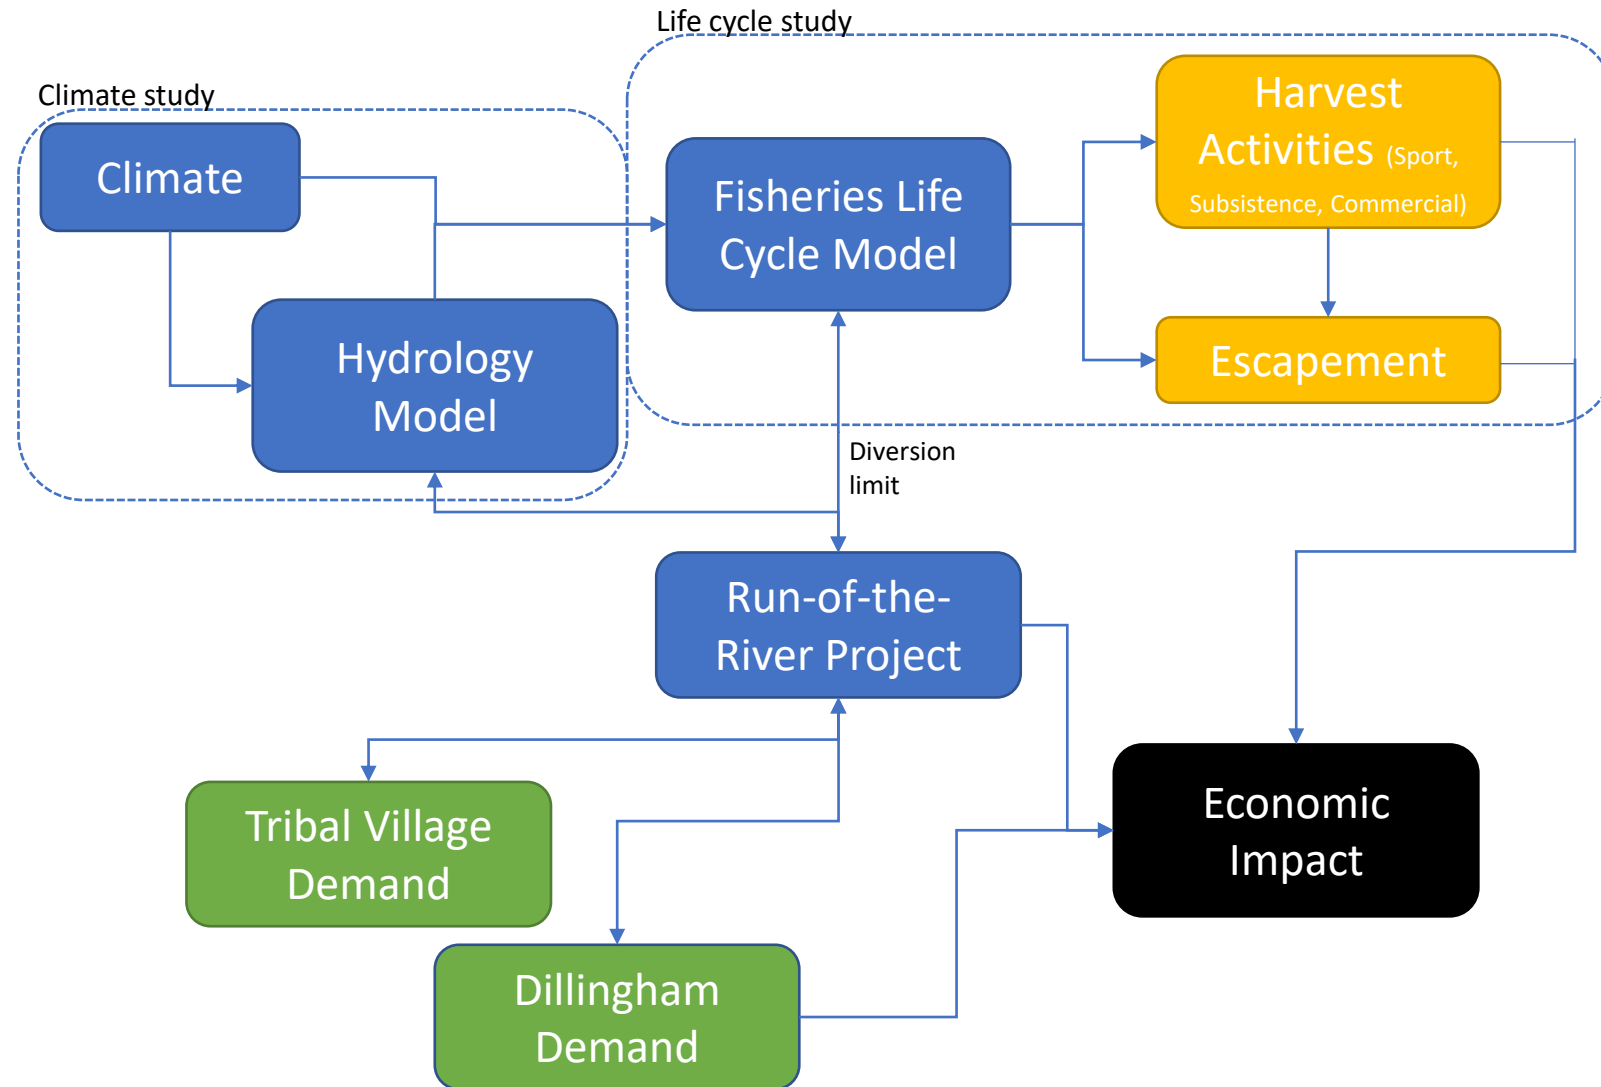 Life cycle study
Climate study
Climate
Hydrology
Model
Fisheries Life
Cycle Model
Harvest
Activities (Sport,
Subsistence, Commercial)
Escapement
Diversion
limit
Run-of-the-
River Project
Tribal Village
Demand
Dillingham
Demand
Economic
Impact